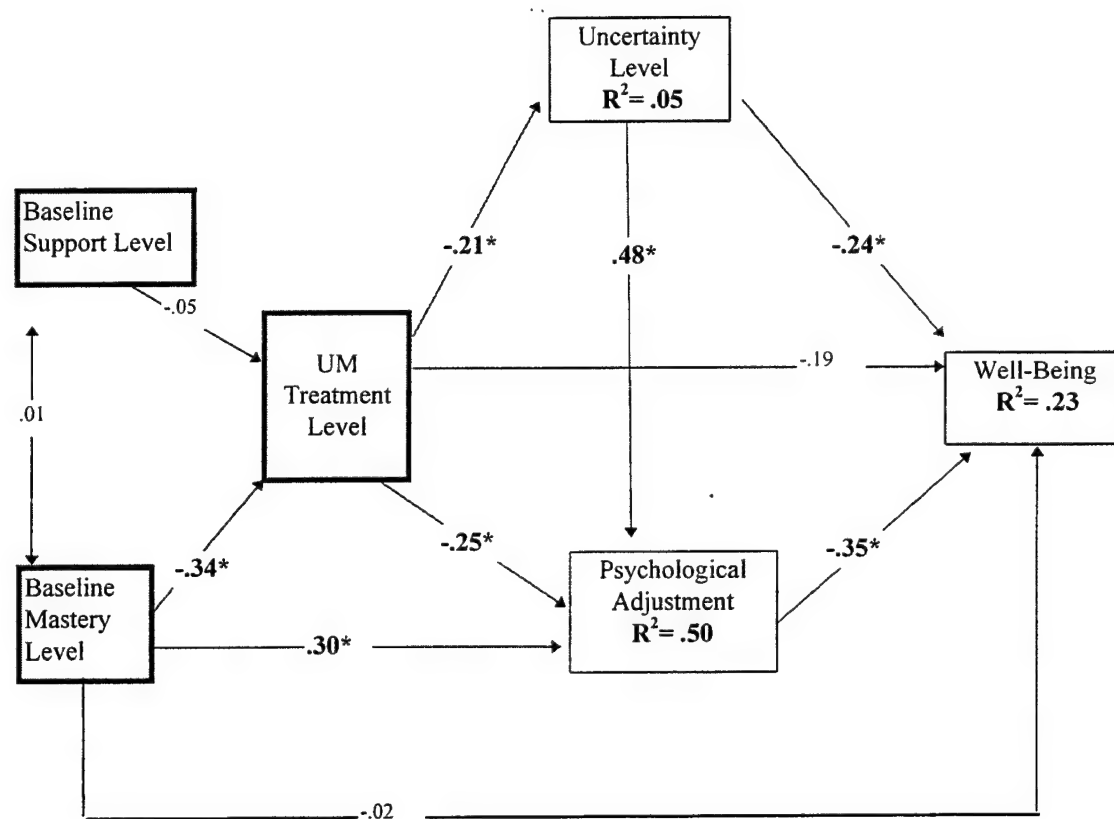 Uncertainty
Level
R²= .05
Baseline
Support Level
-.21*
.48*
-.24*
-.05
UM
Treatment
Level
-.19
Well-Being
R²= .23
.01
-.25*
-.35*
-.34*
Baseline
Mastery
Level
Psychological
Adjustment
R²= .50
.30*
-.02